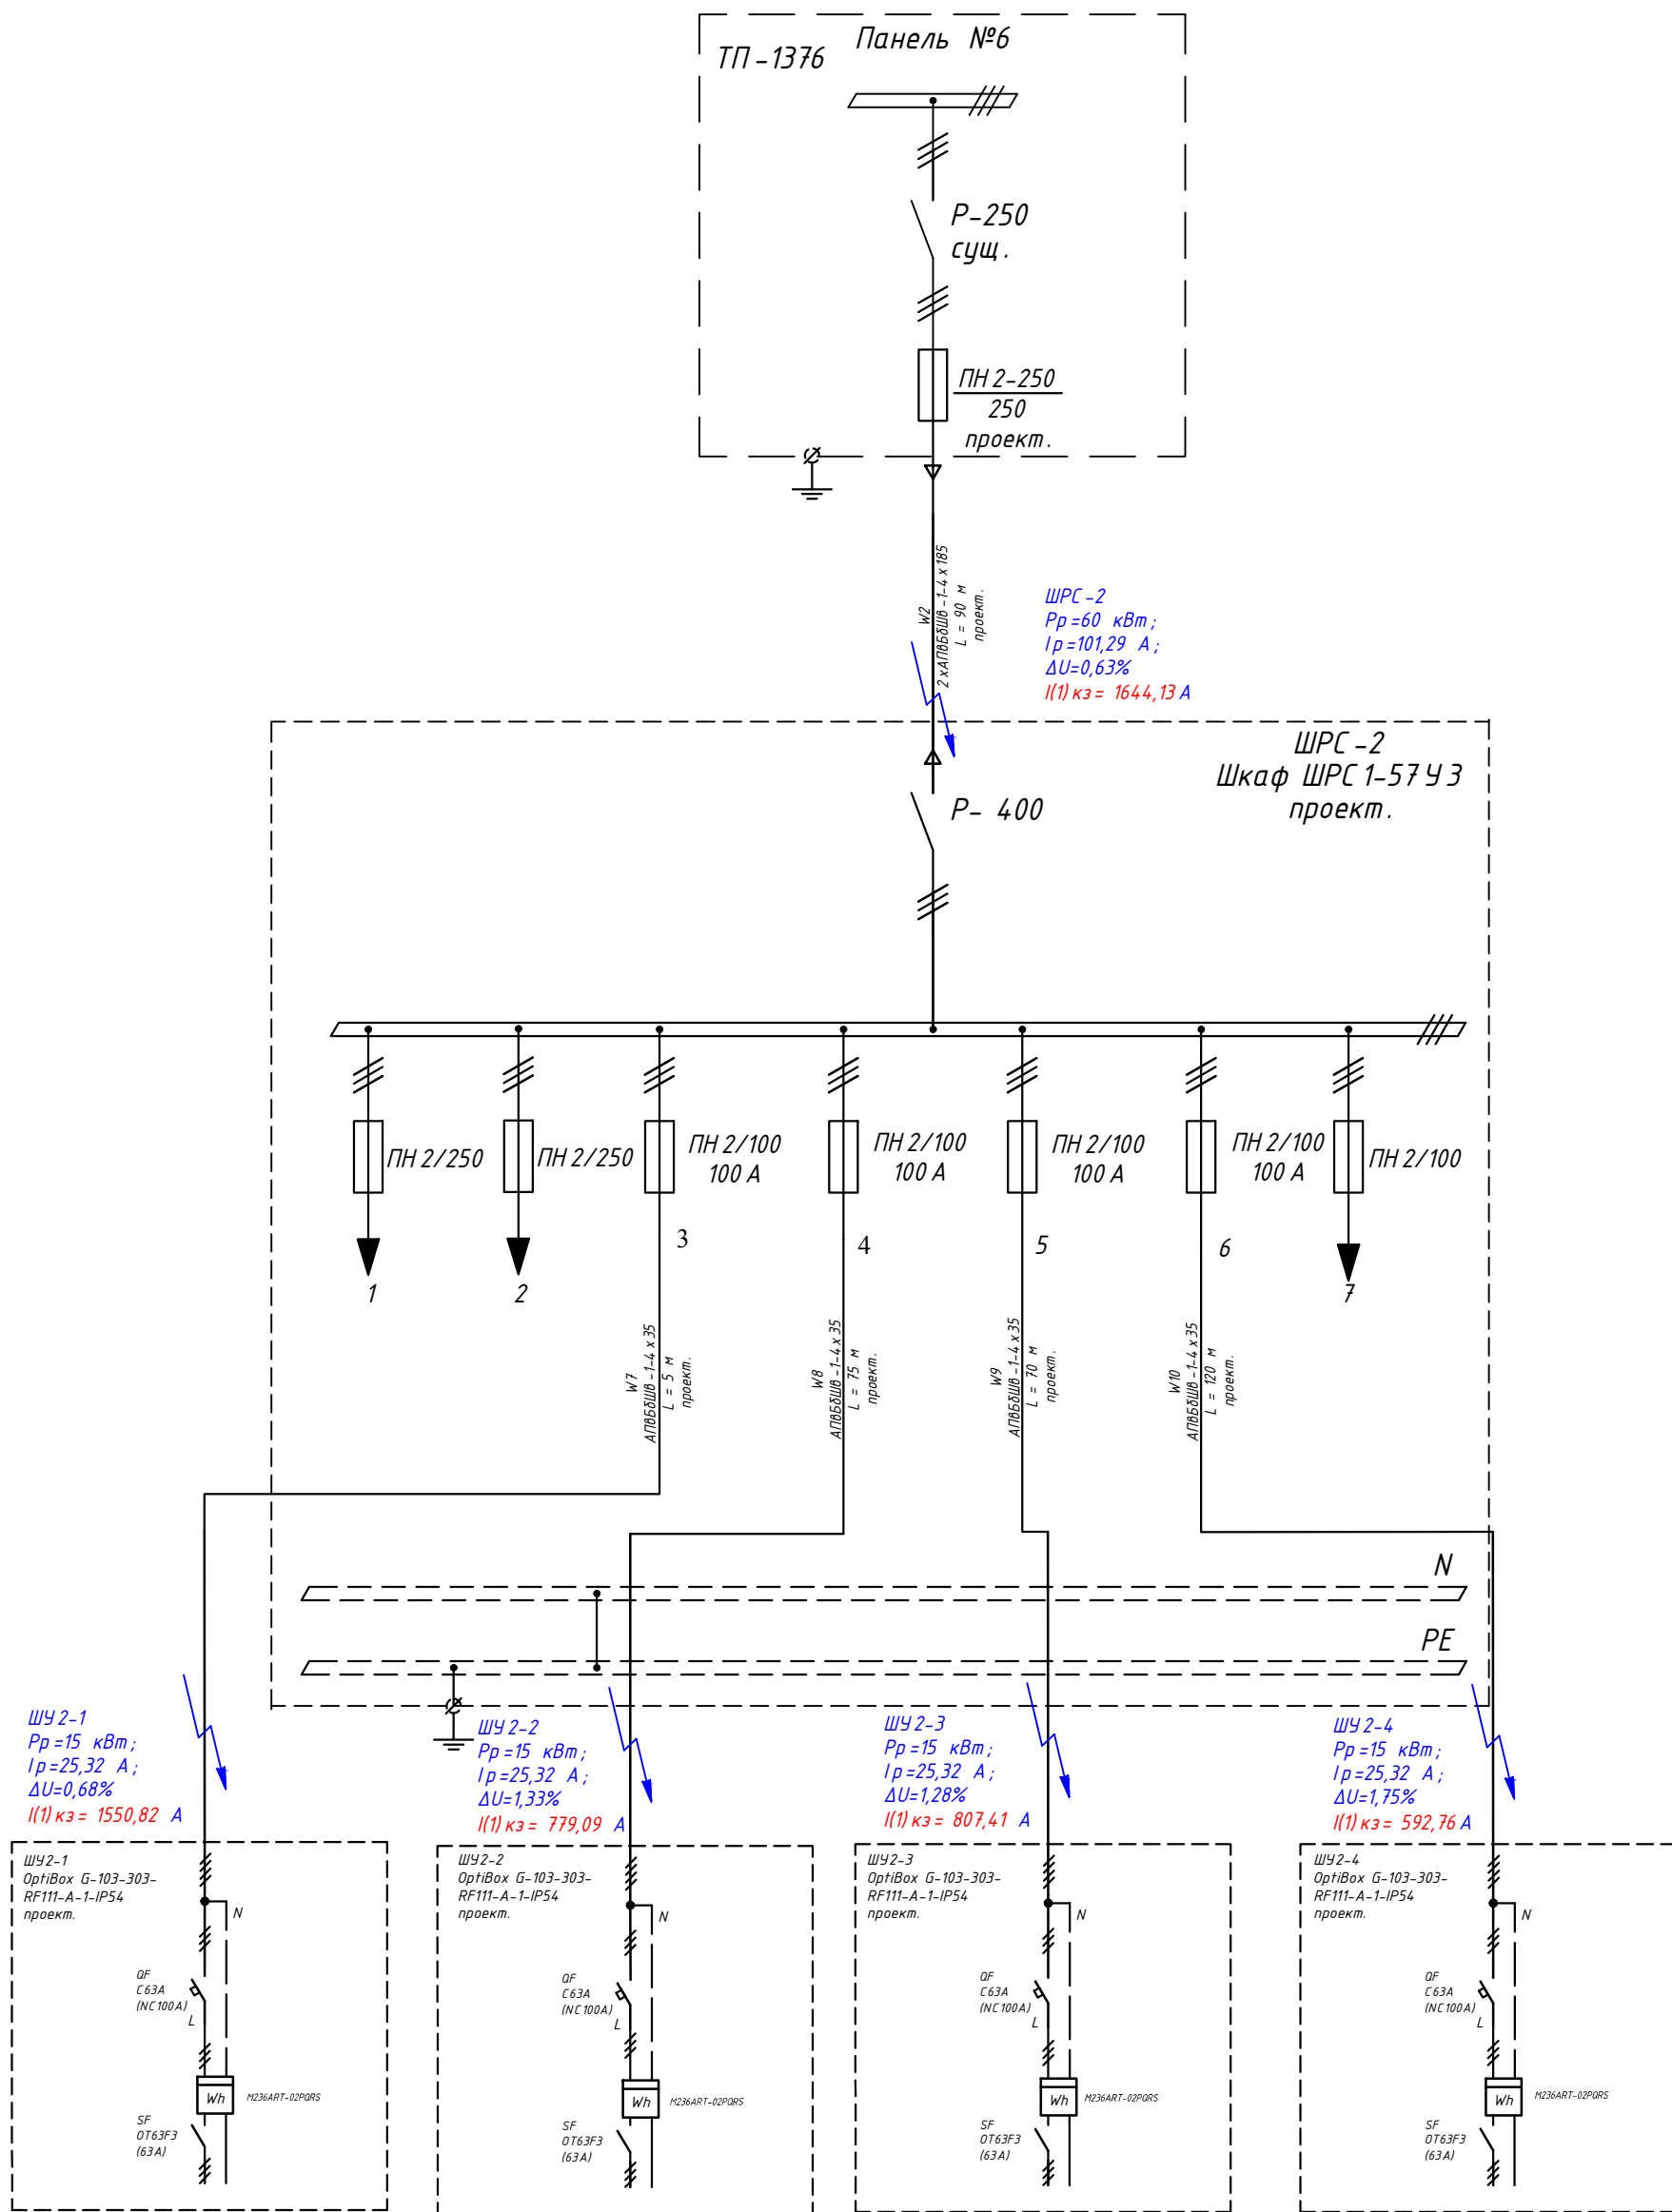 Панель №6
ТП-1376
Р-250
сущ.
ПН2-250
250
проект.
W2
2хАПвБбШв-1-4х185
L = 90 м
проект.
ШРС-2
Рр=60 кВт;
Iр=101,29 А;
ΔU=0,63%
I(1)кз= 1644,13 А
ШРС-2
Шкаф ШРС1-57У3
проект.
Р- 400
ПН2/250
ПН2/250
ПН2/100
100А
ПН2/100
100А
ПН2/100
100А
ПН2/100
100А
ПН2/100
1
2
3
4
5
6
7
W7
АПвБбШв-1-4х35
L = 5 м
проект.
W8
АПвБбШв-1-4х35
L = 75 м
проект.
W9
АПвБбШв-1-4х35
L = 70 м
проект.
W10
АПвБбШв-1-4х35
L = 120 м
проект.
N
PE
ШУ2-1
Рр=15 кВт;
Iр=25,32 А;
ΔU=0,68%
I(1)кз= 1550,82 А
ШУ2-2
Рр=15 кВт;
Iр=25,32 А;
ΔU=1,33%
I(1)кз= 779,09 А
ШУ2-3
Рр=15 кВт;
Iр=25,32 А;
ΔU=1,28%
I(1)кз= 807,41 А
ШУ2-4
Рр=15 кВт;
Iр=25,32 А;
ΔU=1,75%
I(1)кз= 592,76 А
ШУ2-1
OptiBox G-103-303-
RF111-A-1-IP54
проект.
N
QF
C63A
(NC100A)
L
Wh
M236ART-02PQRS
SF
OT63F3
(63A)
ШУ2-2
OptiBox G-103-303-
RF111-A-1-IP54
проект.
N
QF
C63A
(NC100A)
L
Wh
M236ART-02PQRS
SF
OT63F3
(63A)
ШУ2-3
OptiBox G-103-303-
RF111-A-1-IP54
проект.
N
QF
C63A
(NC100A)
L
Wh
M236ART-02PQRS
SF
OT63F3
(63A)
ШУ2-4
OptiBox G-103-303-
RF111-A-1-IP54
проект.
N
QF
C63A
(NC100A)
L
Wh
M236ART-02PQRS
SF
OT63F3
(63A)